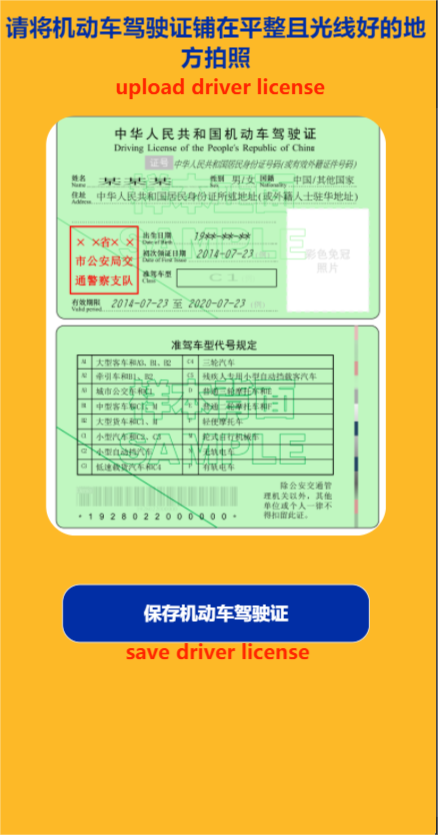 请将机动车驾驶证铺在平整且光线好的地
方拍照
upload driver license
中华人民共和国机动车驾驶证
Driving License of the People's Republic of China
证号 中华人民共和国居民身份证号码(或有效外籍证件号码)
姓名 某某某 性别 男/女 国籍 中国/其他国家
Name Sex Nationality
住址 中华人民共和国居民身份证所或地址(或外籍人士驻华地址)
Address
样本正面
SAMPLE
××省××
市公安局交
通警察支队
出生日期 19**-**-**
Date of Birth
初次领证日期 2014-07-23
Date of First Issue
准驾车型 C1
Class
彩色免冠
照片
有效期限 2014-07-23 至 2020-07-23
Valid period
准驾车型代号规定
A1 大型客车和A3、B1、B2 C4 三轮汽车
A2 牵引车和B1、B2 C5 残疾人专用小型自动挡载客汽车
A3 城市公交车和C1 D 普通三轮摩托车和E
B1 中型客车和C1、M E 普通二轮摩托车和F
B2 大型货车和C1、M F 轻便摩托车
C1 小型汽车和C2、C3 M 轮式自行机械车
C2 小型自动挡汽车 N 无轨电车
C3 低速载货汽车和C4 P 有轨电车
样本背面
SAMPLE
除公安交通管
理机关以外,其他
单位或个人一律不
得扣留此证。
*1928022000000*
保存机动车驾驶证
save driver license